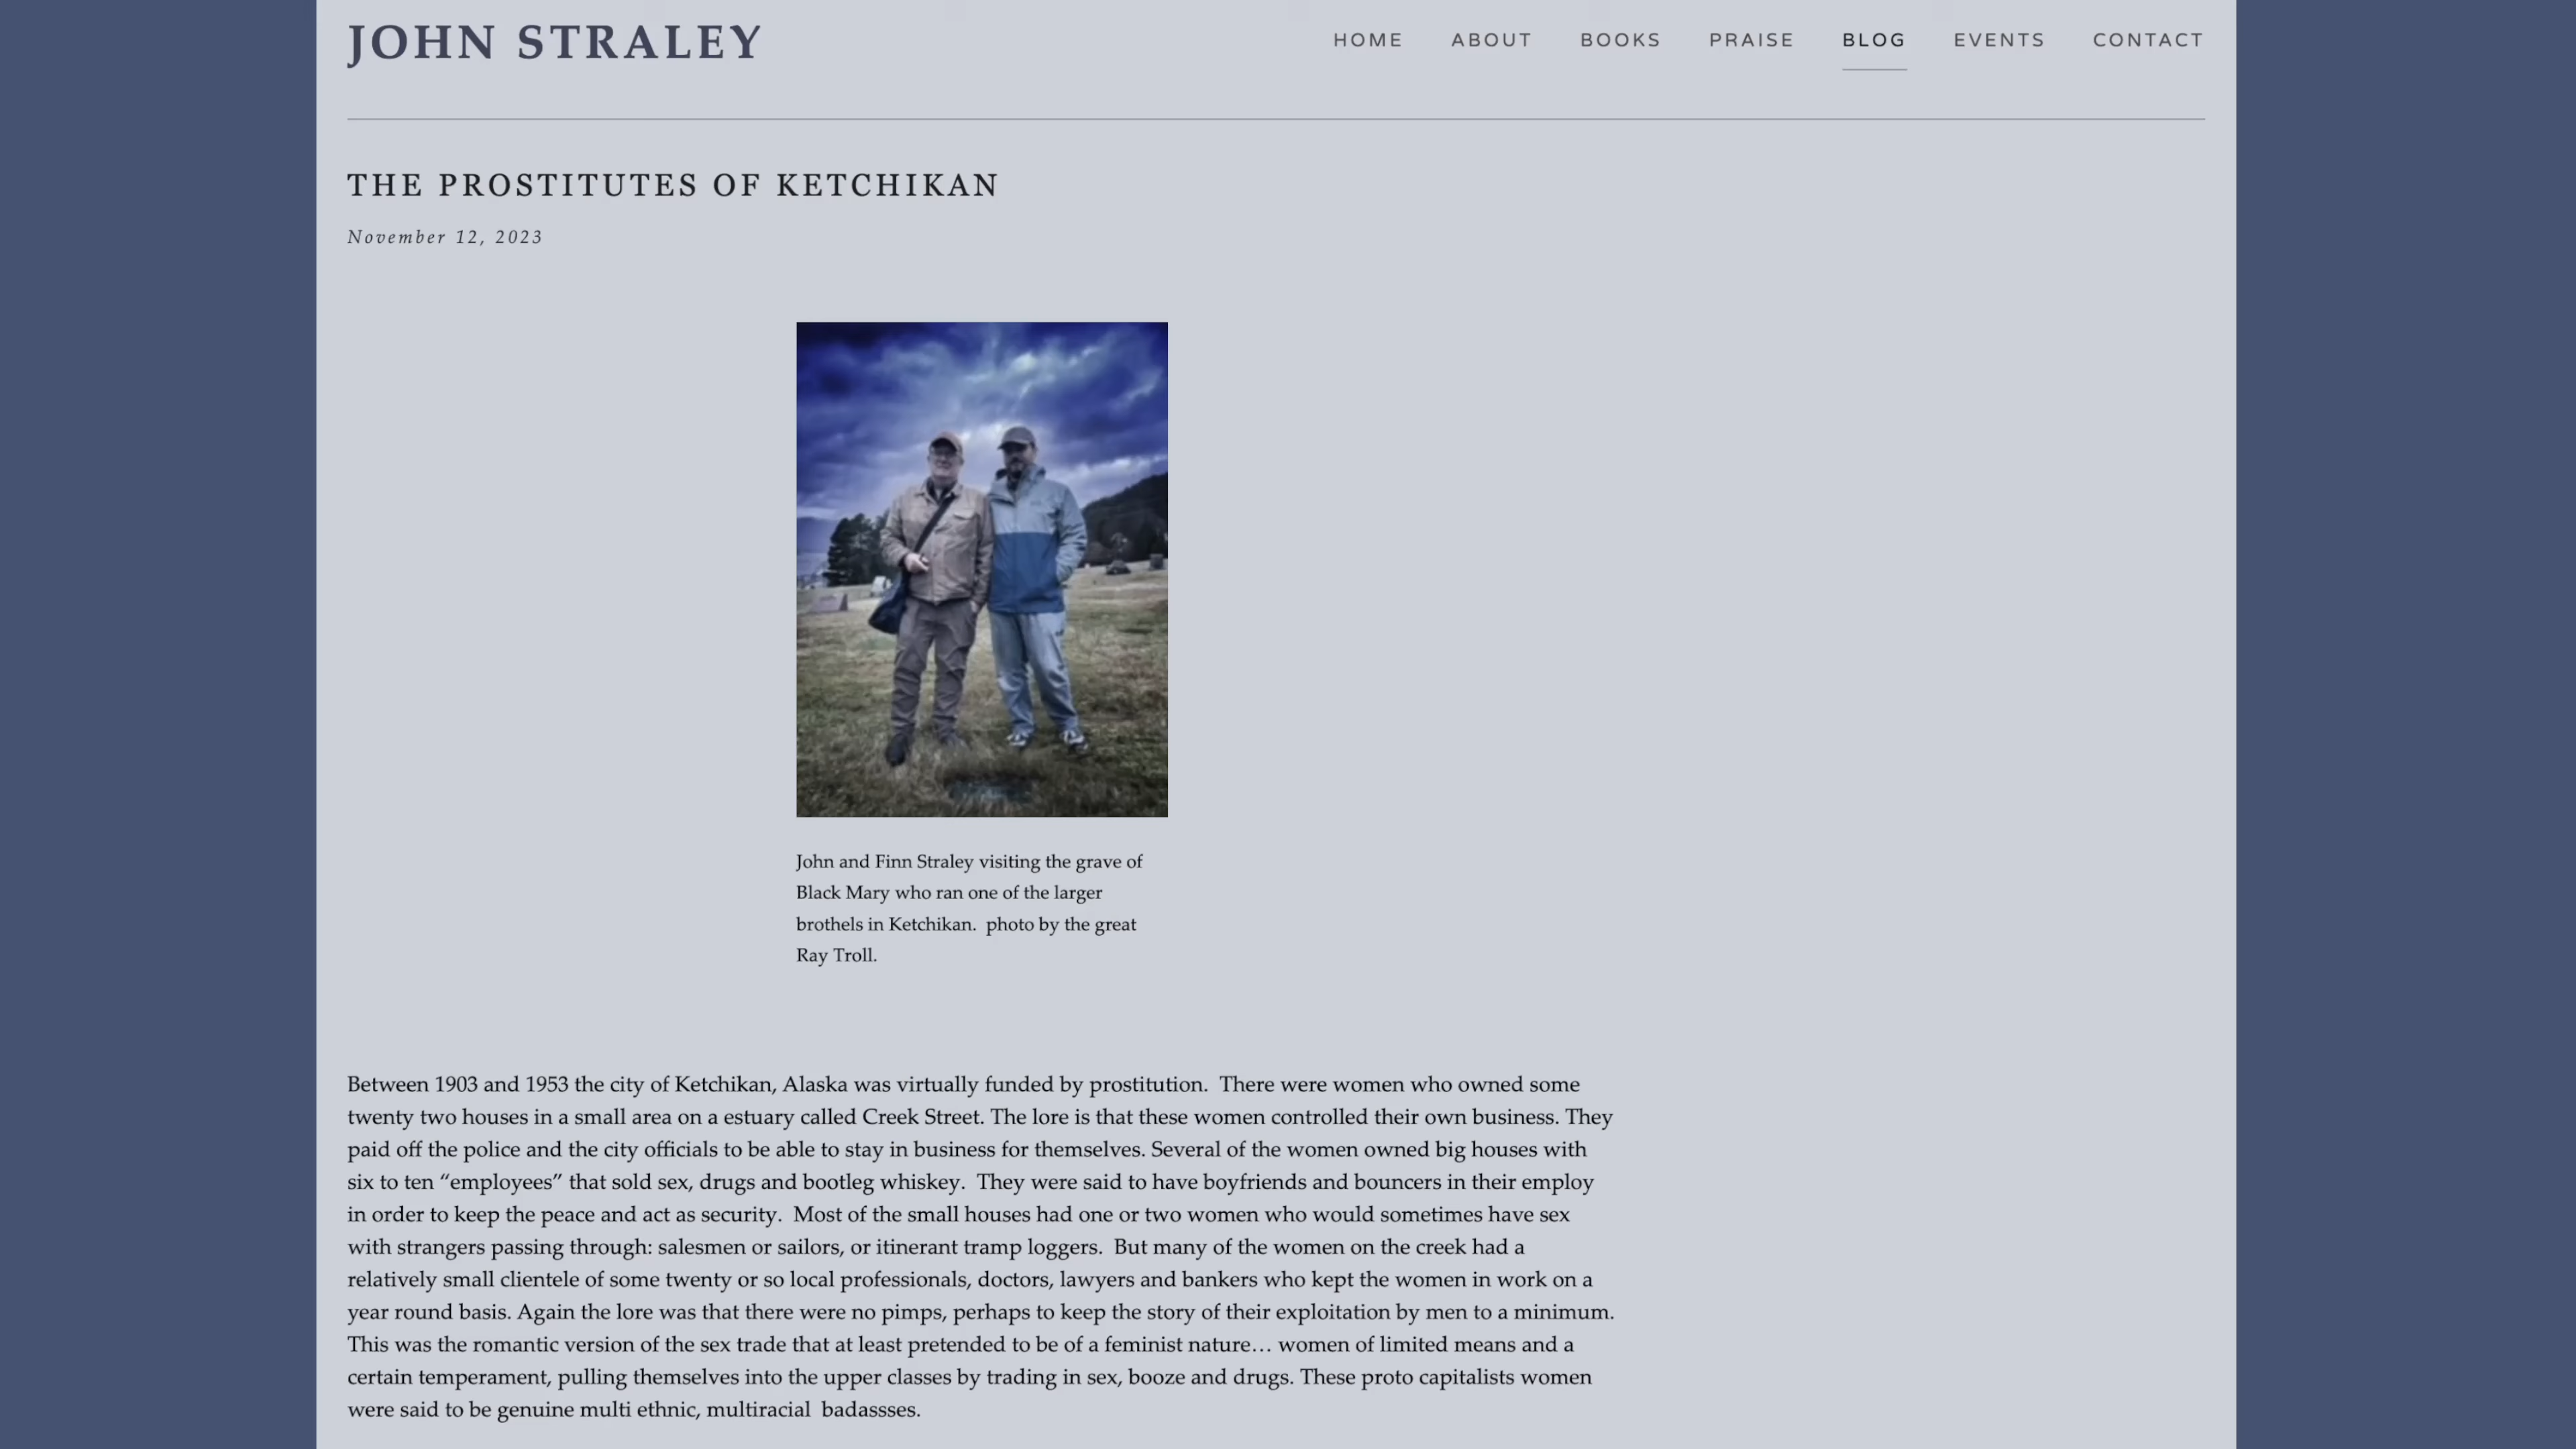 JOHN STRALEY
HOME ABOUT BOOKS PRAISE BLOG EVENTS CONTACT
THE PROSTITUTES OF KETCHIKAN
November 12, 2023
John and Finn Straley visiting the grave of
Black Mary who ran one of the larger
brothels in Ketchikan.  photo by the great
Ray Troll.
Between 1903 and 1953 the city of Ketchikan, Alaska was virtually funded by prostitution.  There were women who owned some
twenty two houses in a small area on a estuary called Creek Street. The lore is that these women controlled their own business. They
paid off the police and the city officials to be able to stay in business for themselves. Several of the women owned big houses with
six to ten “employees” that sold sex, drugs and bootleg whiskey.  They were said to have boyfriends and bouncers in their employ
in order to keep the peace and act as security.  Most of the small houses had one or two women who would sometimes have sex
with strangers passing through: salesmen or sailors, or itinerant tramp loggers.  But many of the women on the creek had a
relatively small clientele of some twenty or so local professionals, doctors, lawyers and bankers who kept the women in work on a
year round basis. Again the lore was that there were no pimps, perhaps to keep the story of their exploitation by men to a minimum.
This was the romantic version of the sex trade that at least pretended to be of a feminist nature… women of limited means and a
certain temperament, pulling themselves into the upper classes by trading in sex, booze and drugs. These proto capitalists women
were said to be genuine multi ethnic, multiracial  badassses.